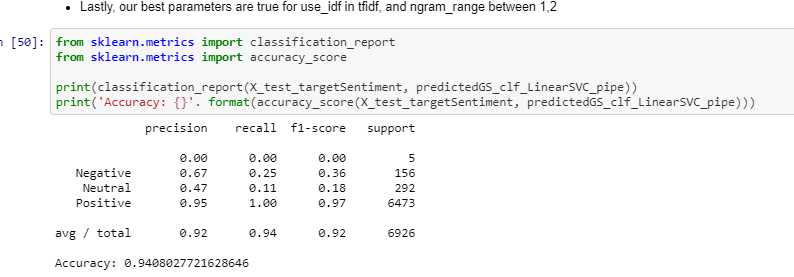 Lastly, our best parameters are true for use_idf in tfidf, and ngram_range between 1,2
[50]:
from sklearn.metrics import classification_report
from sklearn.metrics import accuracy_score
print(classification_report(X_test_targetSentiment, predictedGS_clf_LinearSVC_pipe))
print('Accuracy: {}'. format(accuracy_score(X_test_targetSentiment, predictedGS_clf_LinearSVC_pipe)))
precision recall f1-score support
0.00 0.00 0.00 5
Negative 0.67 0.25 0.36 156
Neutral 0.47 0.11 0.18 292
Positive 0.95 1.00 0.97 6473
avg / total 0.92 0.94 0.92 6926
Accuracy: 0.9408027721628646